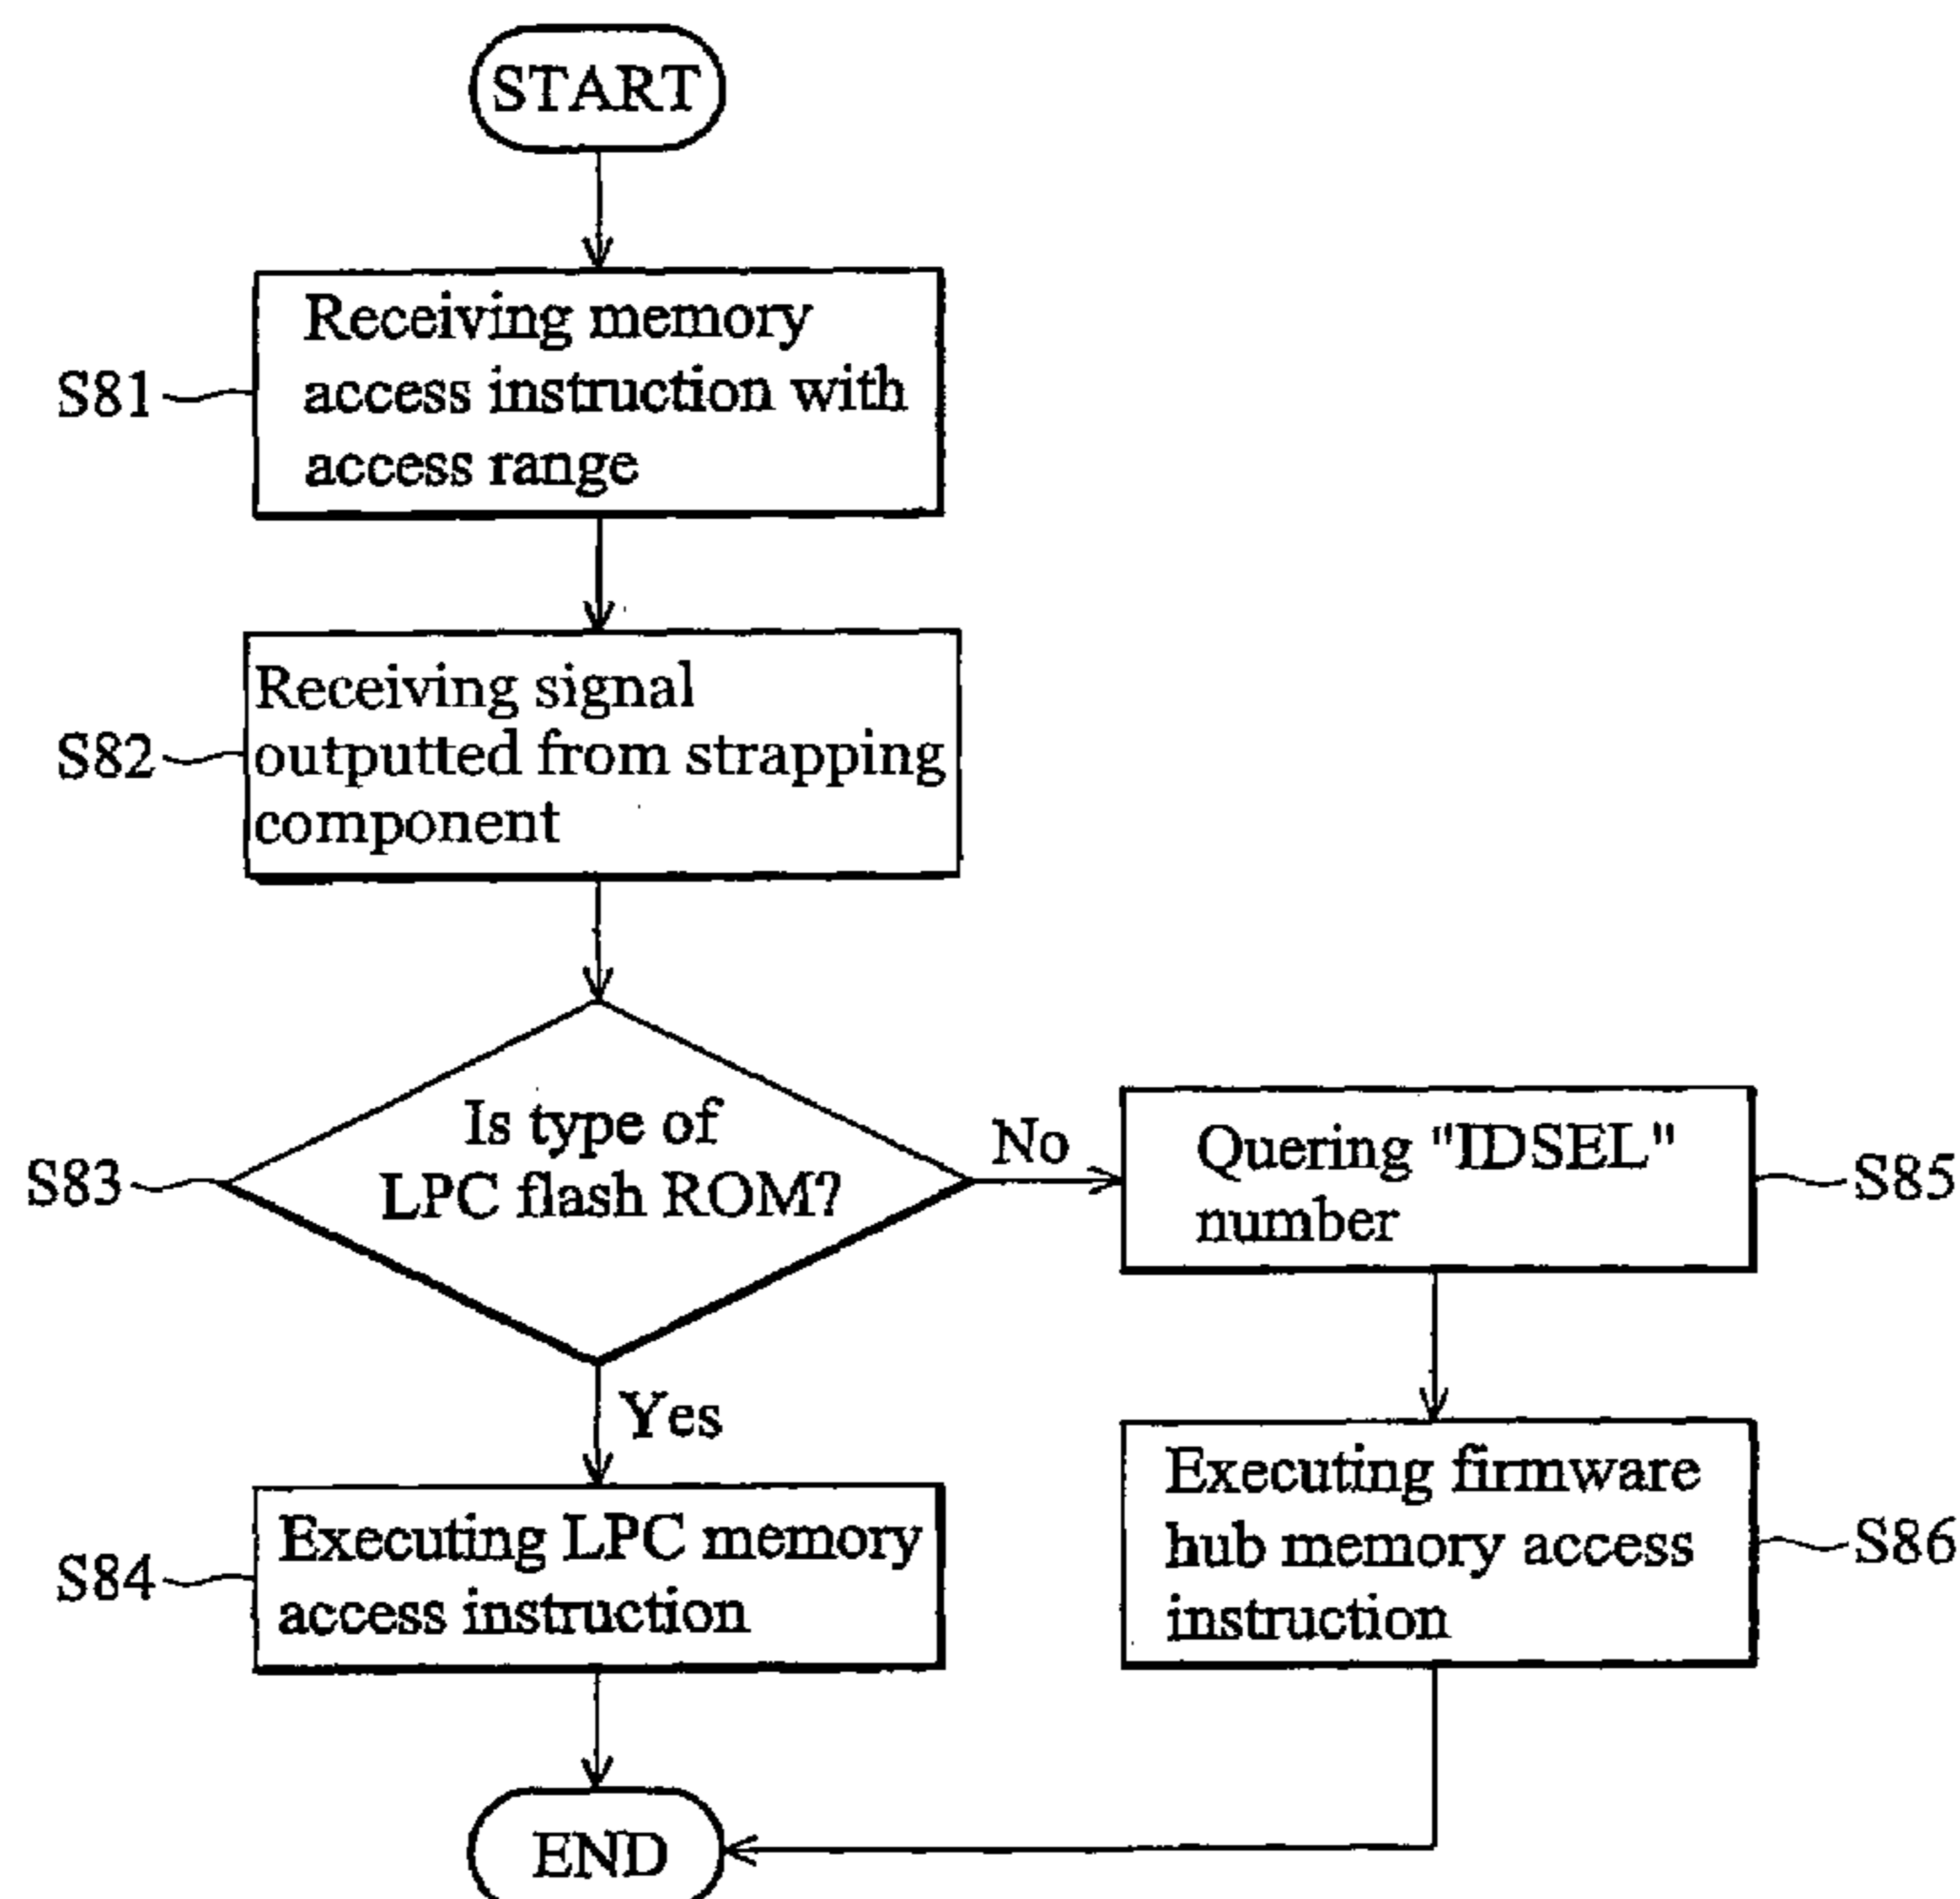 START
S81
Receiving memory
access instruction with
access range
S82
Receiving signal
outputted from strapping
component
S83
Is type of
LPC flash ROM?
No
Quering "IDSEL"
number
S85
Yes
S84
Executing LPC memory
access instruction
Executing firmware
hub memory access
instruction
S86
END